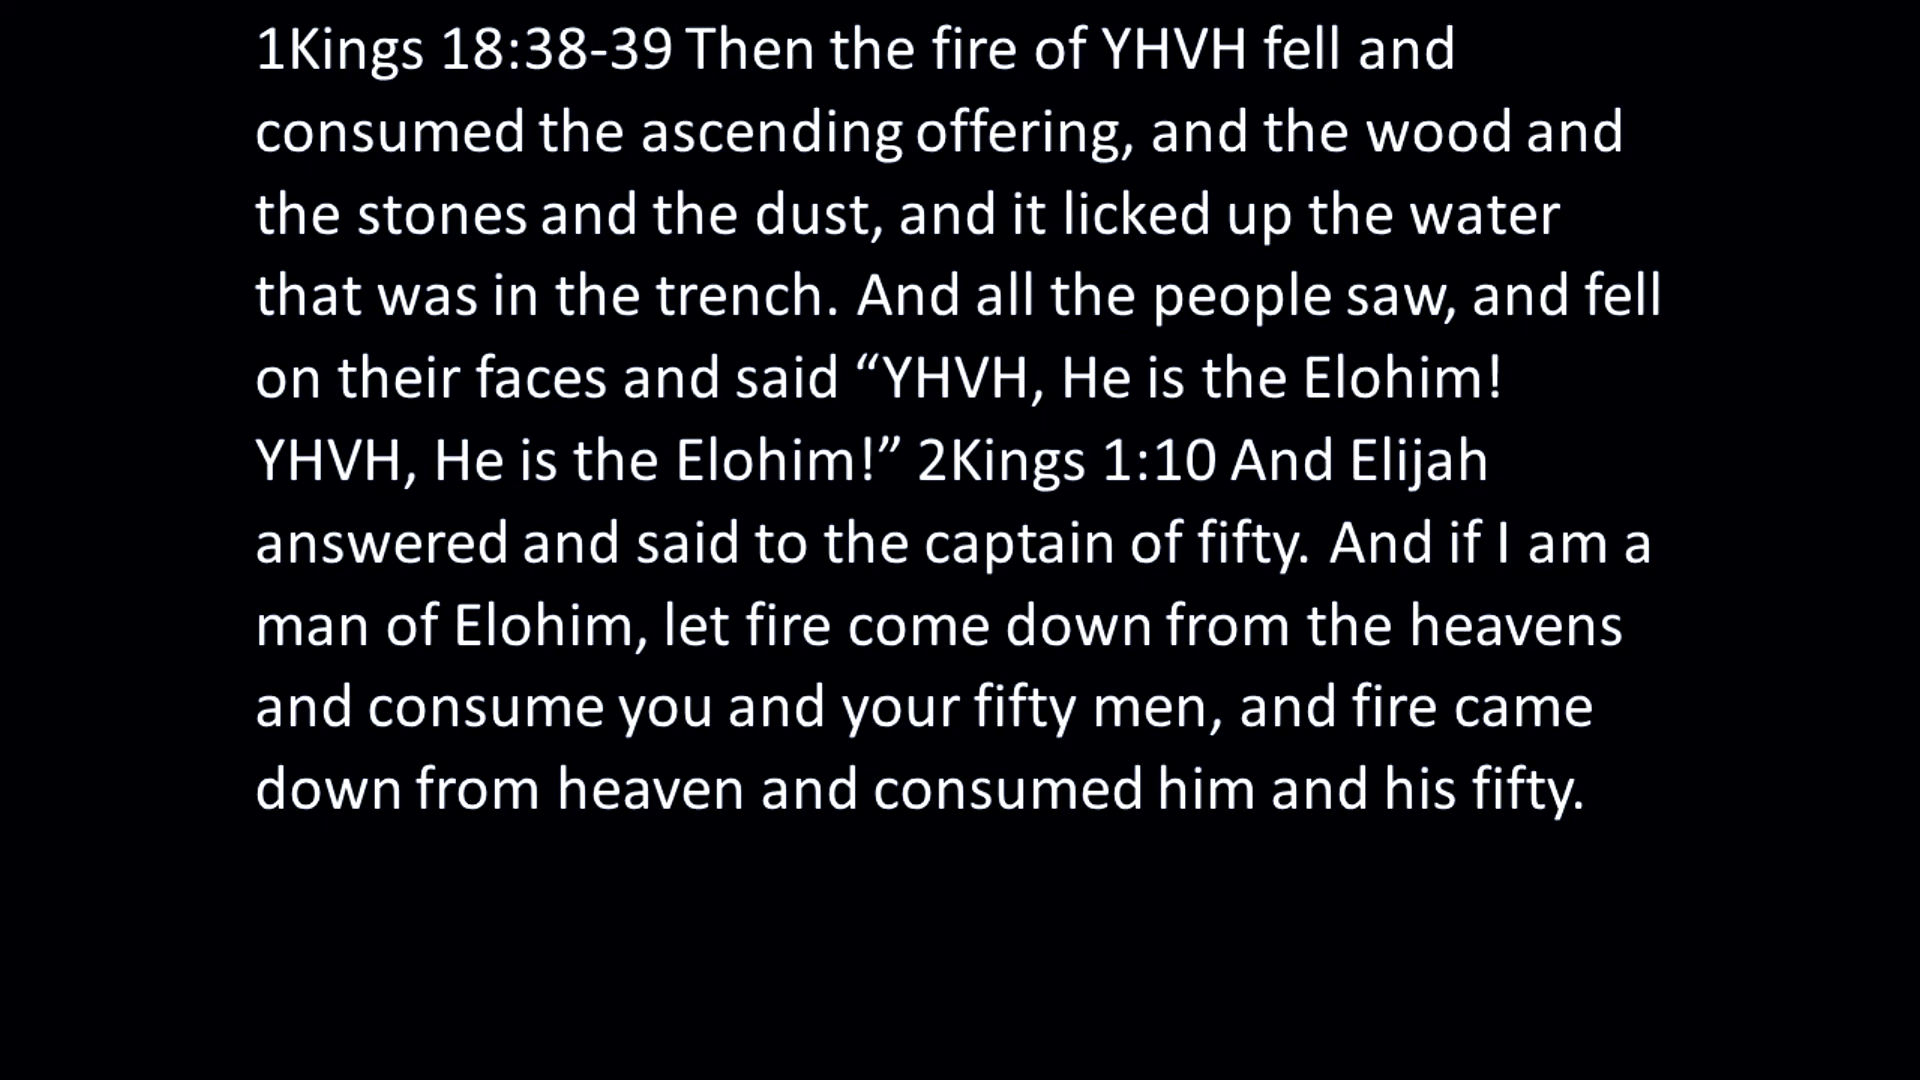 1Kings 18:38-39 Then the fire of YHVH fell and
consumed the ascending offering, and the wood and
the stones and the dust, and it licked up the water
that was in the trench. And all the people saw, and fell
on their faces and said “YHVH, He is the Elohim!
YHVH, He is the Elohim!” 2Kings 1:10 And Elijah
answered and said to the captain of fifty. And if I am a
man of Elohim, let fire come down from the heavens
and consume you and your fifty men, and fire came
down from heaven and consumed him and his fifty.